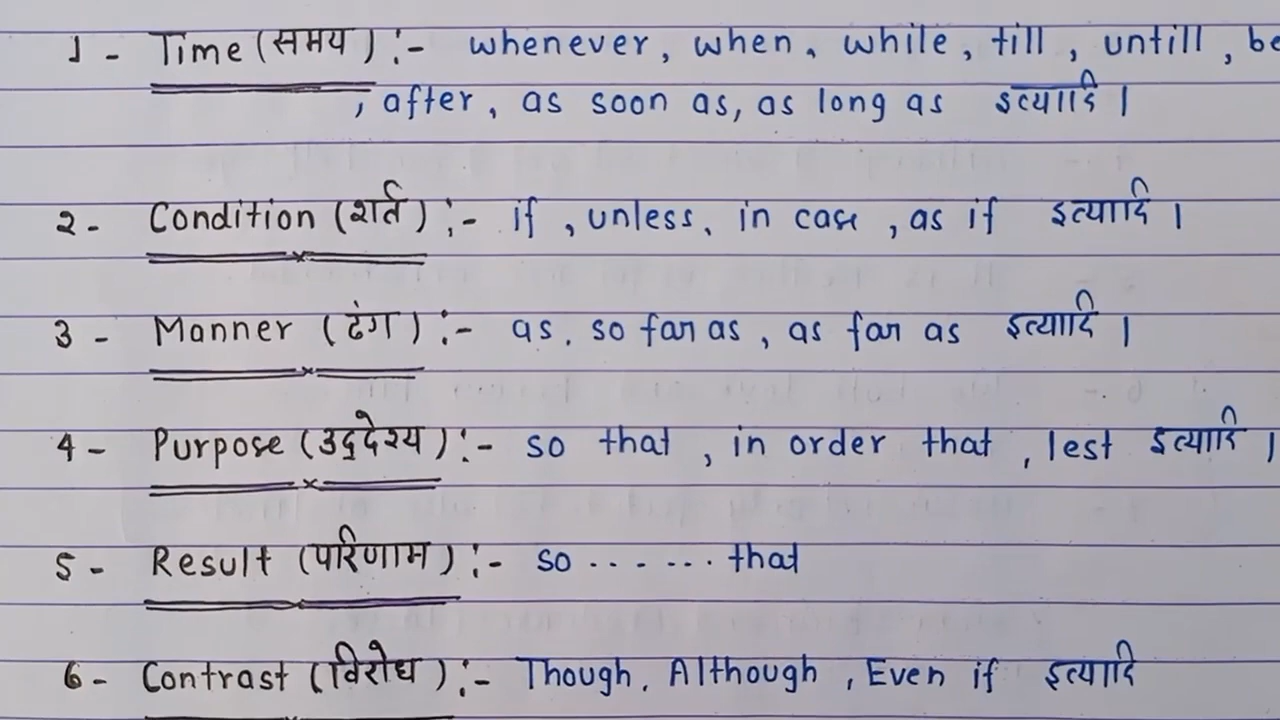 1 - Time (समय) :- whenever, when, while, till, untill, be
, after, as soon as, as long as इत्यादि।
2 - Condition (शर्त) :- if, unless, in case, as if इत्यादि।
3 - Manner (ढंग) :- as, so far as, as far as इत्यादि।
4 - Purpose (उद्देश्य) :- so that, in order that, lest इत्यादि।
5 - Result (परिणाम) :- so ...... that
6 - Contrast (विरोध) :- Though, Although, Even if इत्यादि